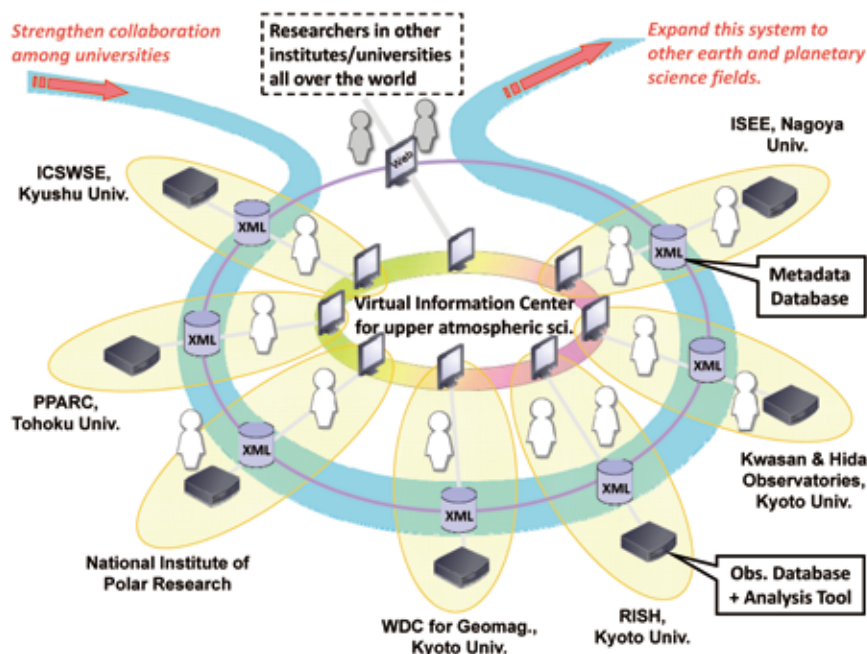 Strengthen collaboration
among universities
Researchers in other
institutes/universities
all over the world
Expand this system to
other earth and planetary
science fields.
ISEE, Nagoya
Univ.
ICSWSE,
Kyushu Univ.
Web
XML
XML
Metadata
Database
Virtual Information Center
for upper atmospheric sci.
XML
XML
PPARC,
Tohoku Univ.
XML
Kwasan & Hida
Observatories,
Kyoto Univ.
XML
XML
National Institute of
Polar Research
Obs. Database
+ Analysis Tool
WDC for Geomag.,
Kyoto Univ.
RISH,
Kyoto Univ.